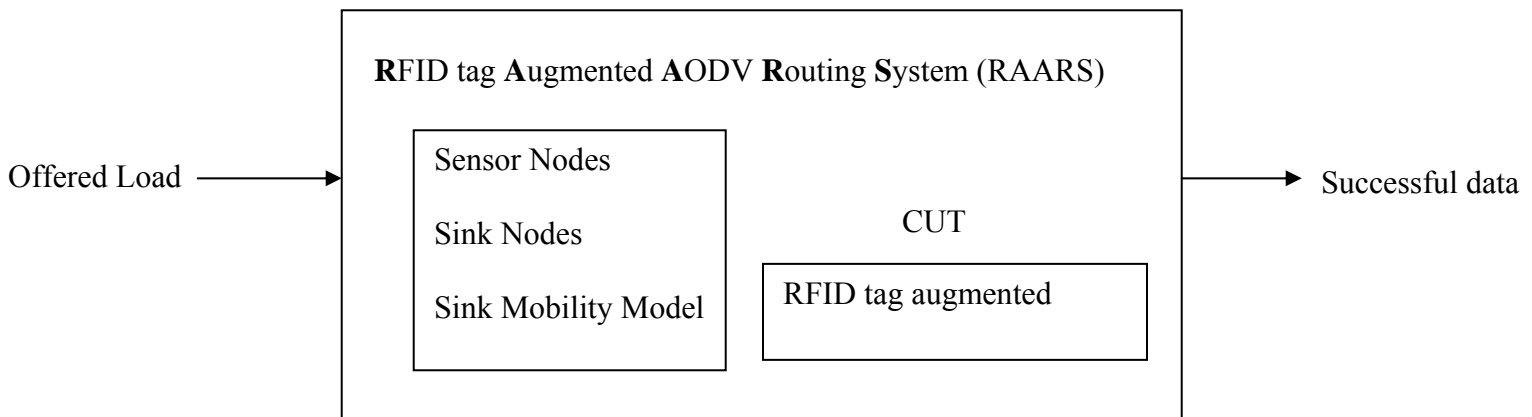 RFID tag Augmented AODV Routing System (RAARS)
Offered Load
Sensor Nodes
Sink Nodes
Sink Mobility Model
CUT
RFID tag augmented
Successful data